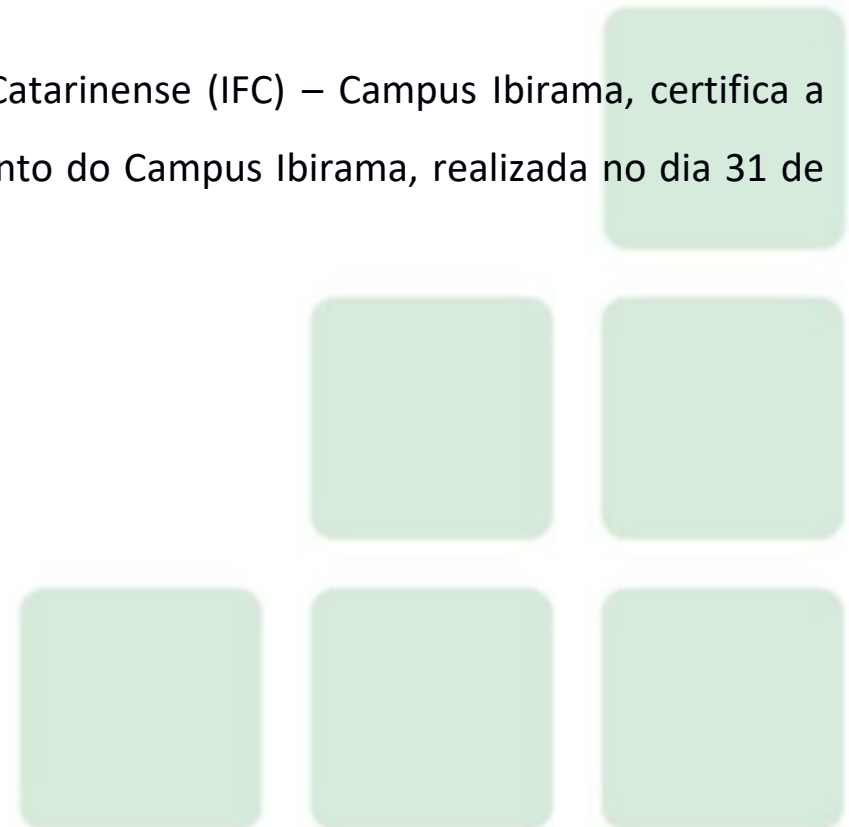 Catarinense (IFC) – Campus Ibirama, certifica a
nto do Campus Ibirama, realizada no dia 31 de